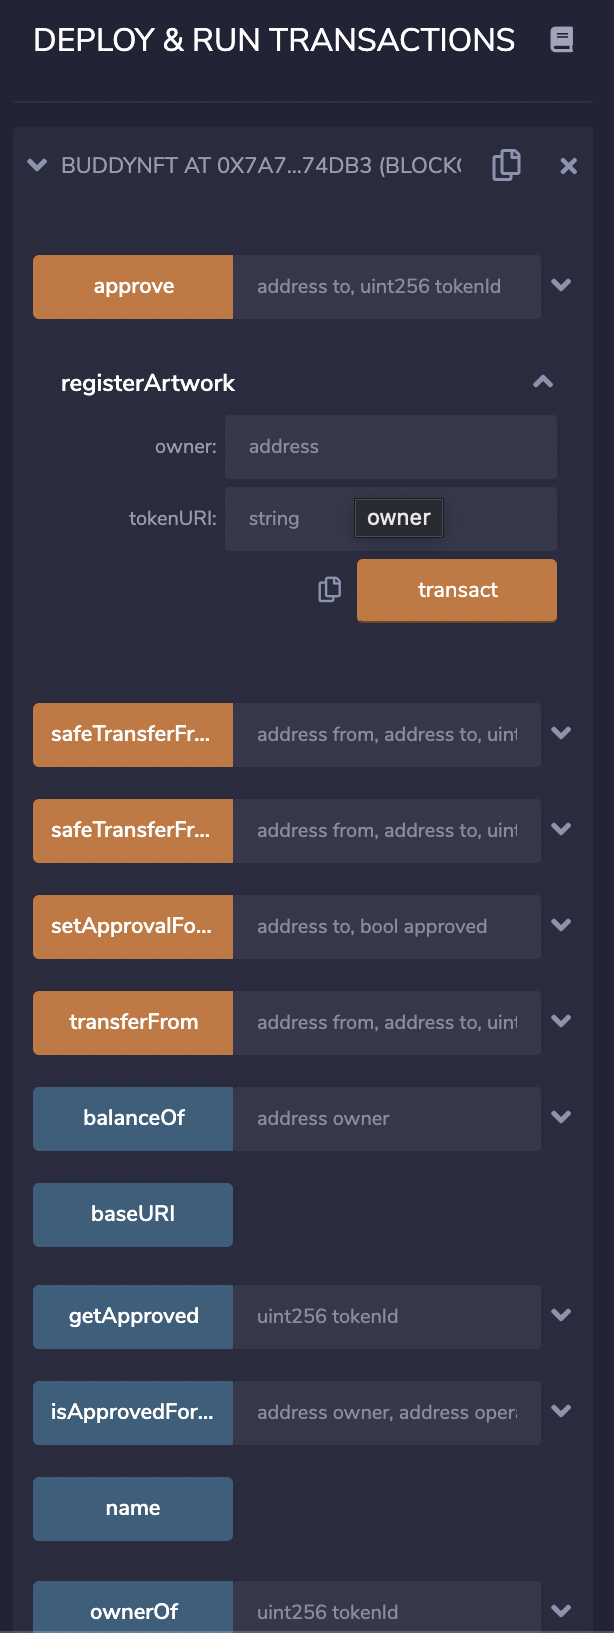 DEPLOY & RUN TRANSACTIONS
BUDDYNFT AT 0X7A7...74DB3 (BLOCKC
approve address to, uint256 tokenId
registerArtwork
owner: address
tokenURI: string owner
transact
safeTransferFr... address from, address to, uint
safeTransferFr... address from, address to, uint
setApprovalFo... address to, bool approved
transferFrom address from, address to, uint
balanceOf address owner
baseURI
getApproved uint256 tokenId
isApprovedFor... address owner, address opera
name
ownerOf uint256 tokenId